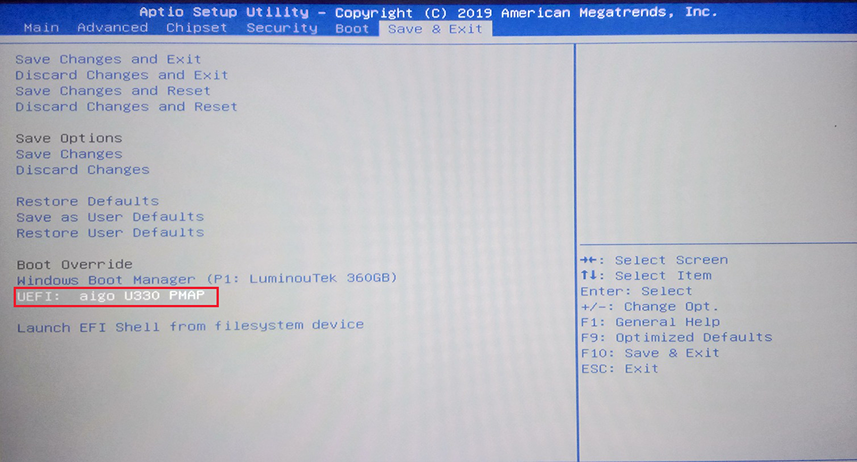 Aptio Setup Utility - Copyright (C) 2019 American Megatrends, Inc.
Main Advanced Chipset Security Boot Save & Exit
Save Changes and Exit
Discard Changes and Exit
Save Changes and Reset
Discard Changes and Reset
Save Options
Save Changes
Discard Changes
Restore Defaults
Save as User Defaults
Restore User Defaults
Boot Override
Windows Boot Manager (P1: LuminouTek 360GB)
UEFI: aigo U330 PMAP
Launch EFI Shell from filesystem device
→←: Select Screen
↑↓: Select Item
Enter: Select
+/-: Change Opt.
F1: General Help
F9: Optimized Defaults
F10: Save & Exit
ESC: Exit